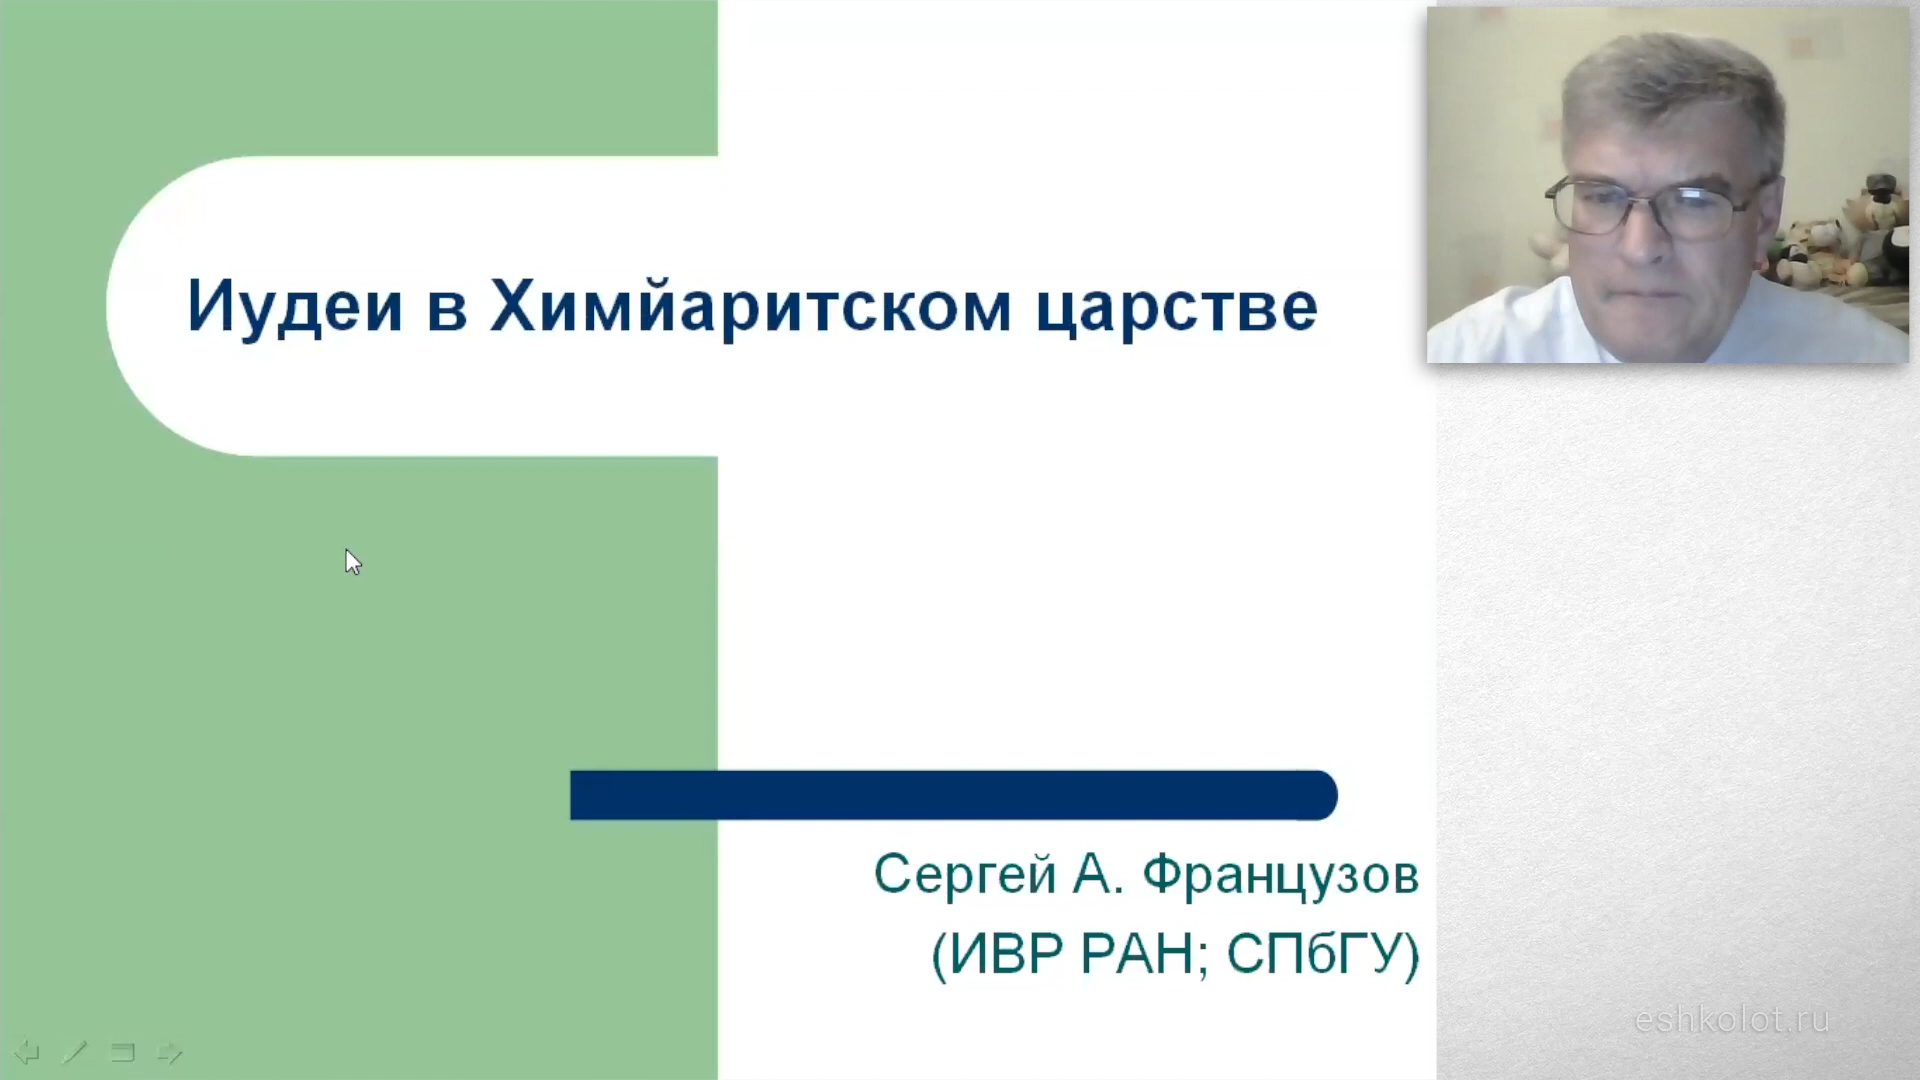 Иудеи в Химйаритском царстве
Сергей А. Французов
(ИВР РАН; СПбГУ)
eshkolot.ru